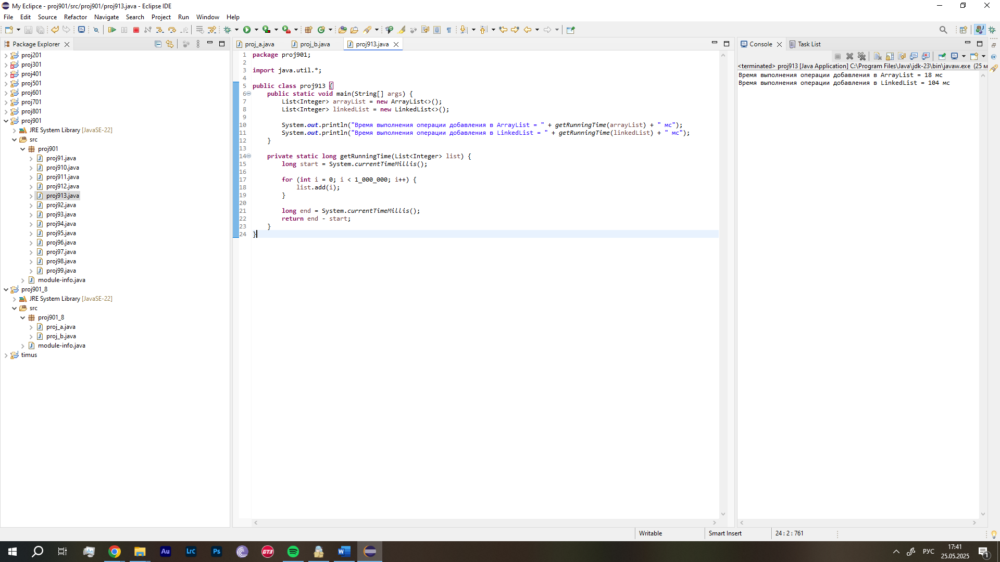 My Eclipce - proj901/src/proj901/proj913.java - Eclipse IDE
File Edit Source Refactor Navigate Search Project Run Window Help
Package Explorer
proj201
proj301
proj401
proj501
proj601
proj701
proj801
proj901
JRE System Library [JavaSE-22]
src
proj901
proj91.java
proj910.java
proj911.java
proj912.java
proj913.java
proj92.java
proj93.java
proj94.java
proj95.java
proj96.java
proj97.java
proj98.java
proj99.java
module-info.java
proj901_8
JRE System Library [JavaSE-22]
src
proj901_8
proj_a.java
proj_b.java
module-info.java
timus
proj_a.java proj_b.java proj913.java
1 package proj901;
2
3 import java.util.*;
4
5 public class proj913 {
6 public static void main(String[] args) {
7 List<Integer> arrayList = new ArrayList<>();
8 List<Integer> linkedList = new LinkedList<>();
9
10 System.out.println("Время выполнения операции добавления в ArrayList = " + getRunningTime(arrayList) + " мс");
11 System.out.println("Время выполнения операции добавления в LinkedList = " + getRunningTime(linkedList) + " мс");
12 }
13
14 private static long getRunningTime(List<Integer> list) {
15 long start = System.currentTimeMillis();
16
17 for (int i = 0; i < 1_000_000; i++) {
18 list.add(i);
19 }
20
21 long end = System.currentTimeMillis();
22 return end - start;
23 }
24 }
Console Task List
<terminated> proj913 [Java Application] C:\Program Files\Java\jdk-23\bin\javaw.exe (25 м
Время выполнения операции добавления в ArrayList = 18 мс
Время выполнения операции добавления в LinkedList = 104 мс
Writable Smart Insert 24 : 2 : 761
Au Lrc Ps GT3 W РУС 17:41
25.05.2025 1